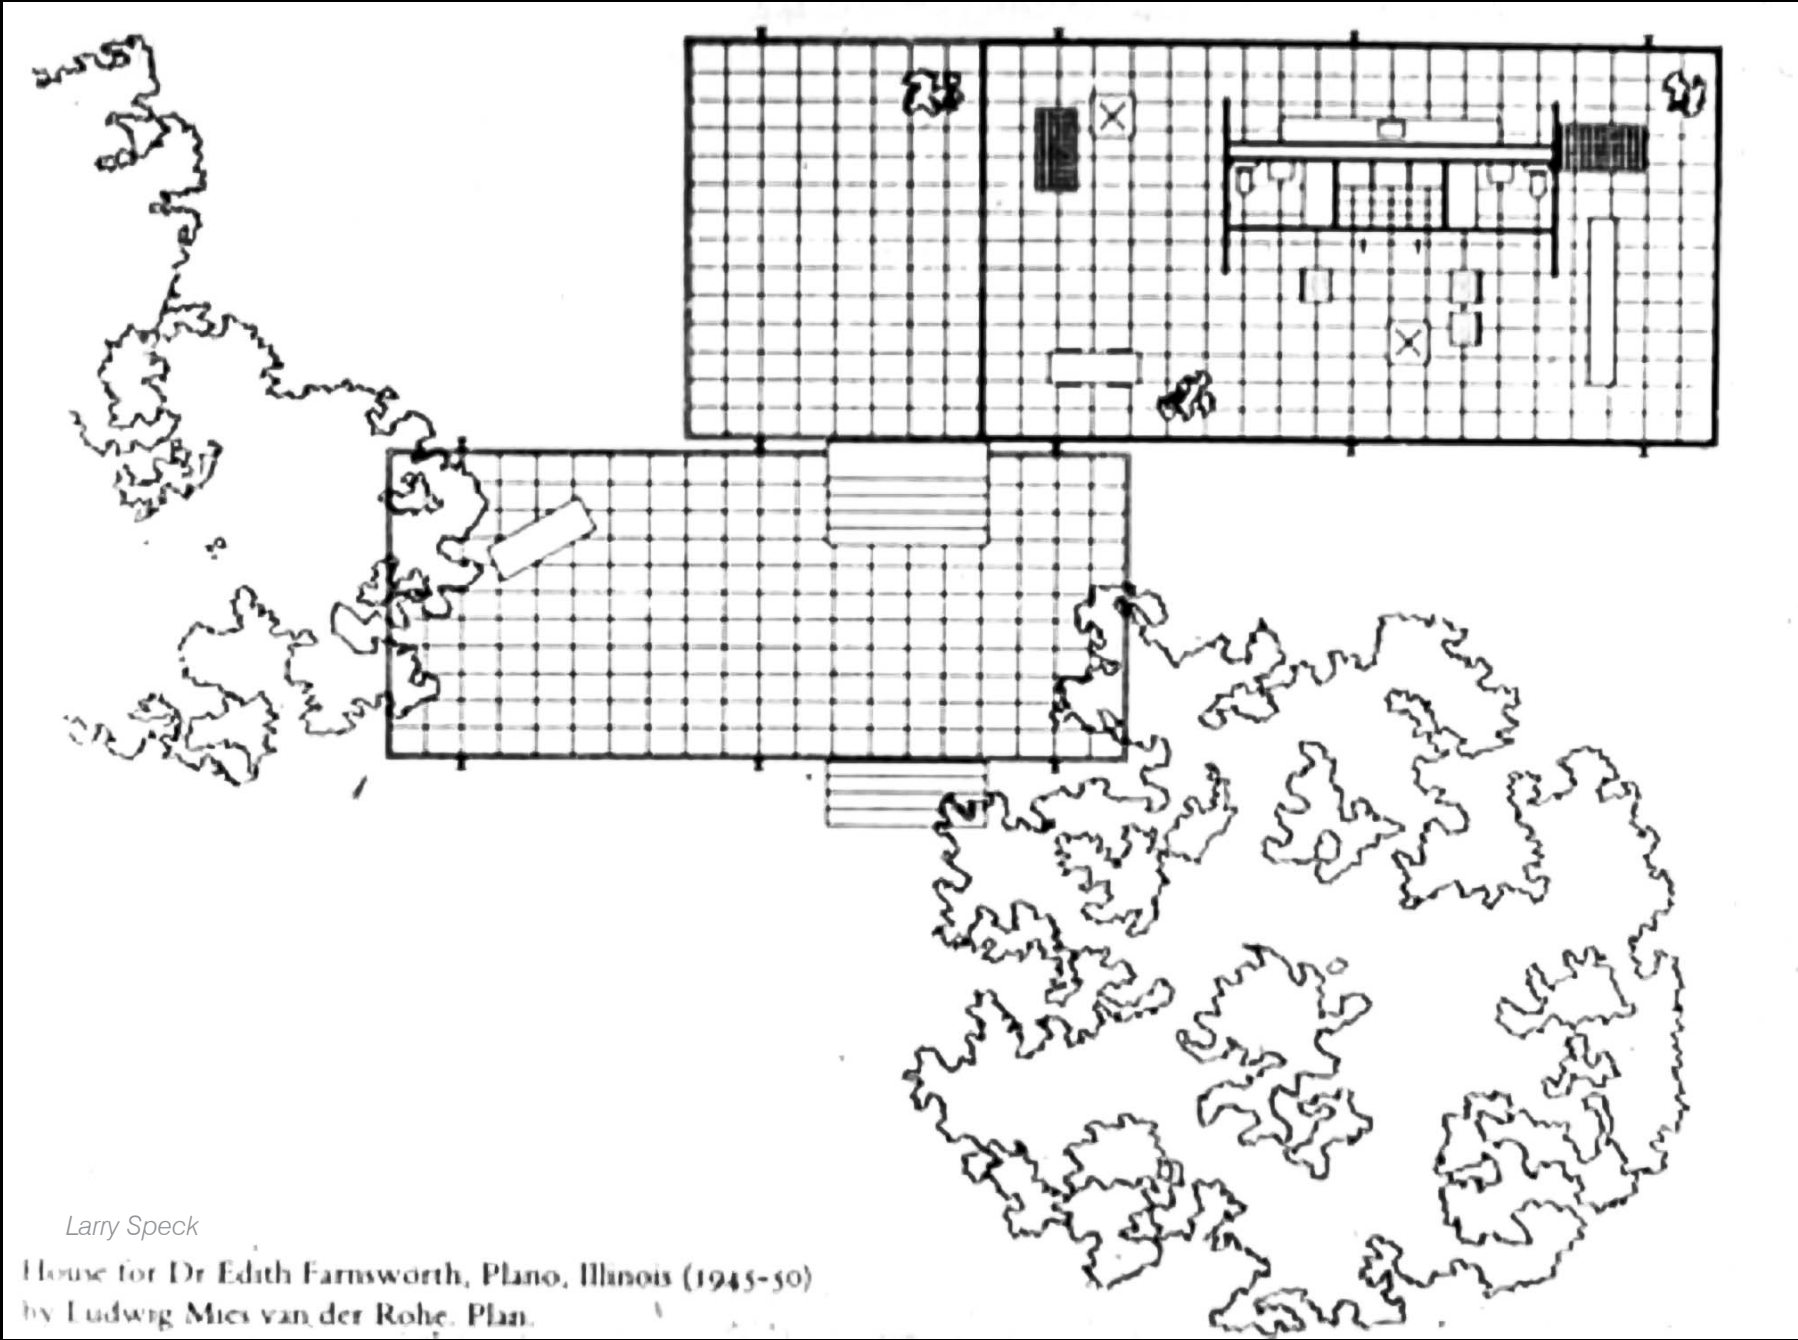 Larry Speck
House for Dr Edith Farnsworth, Plano, Illinois (1945-50)
by Ludwig Mies van der Rohe. Plan.